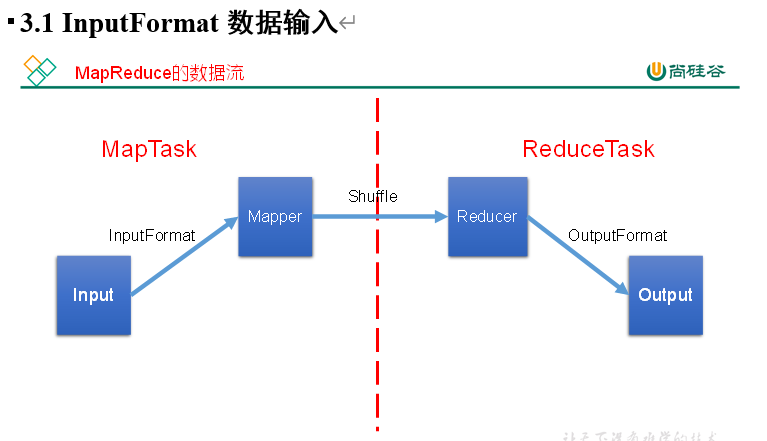 3.1 InputFormat 数据输入
MapReduce的数据流
尚硅谷
MapTask
ReduceTask
Shuffle
Mapper
Reducer
InputFormat
OutputFormat
Input
Output